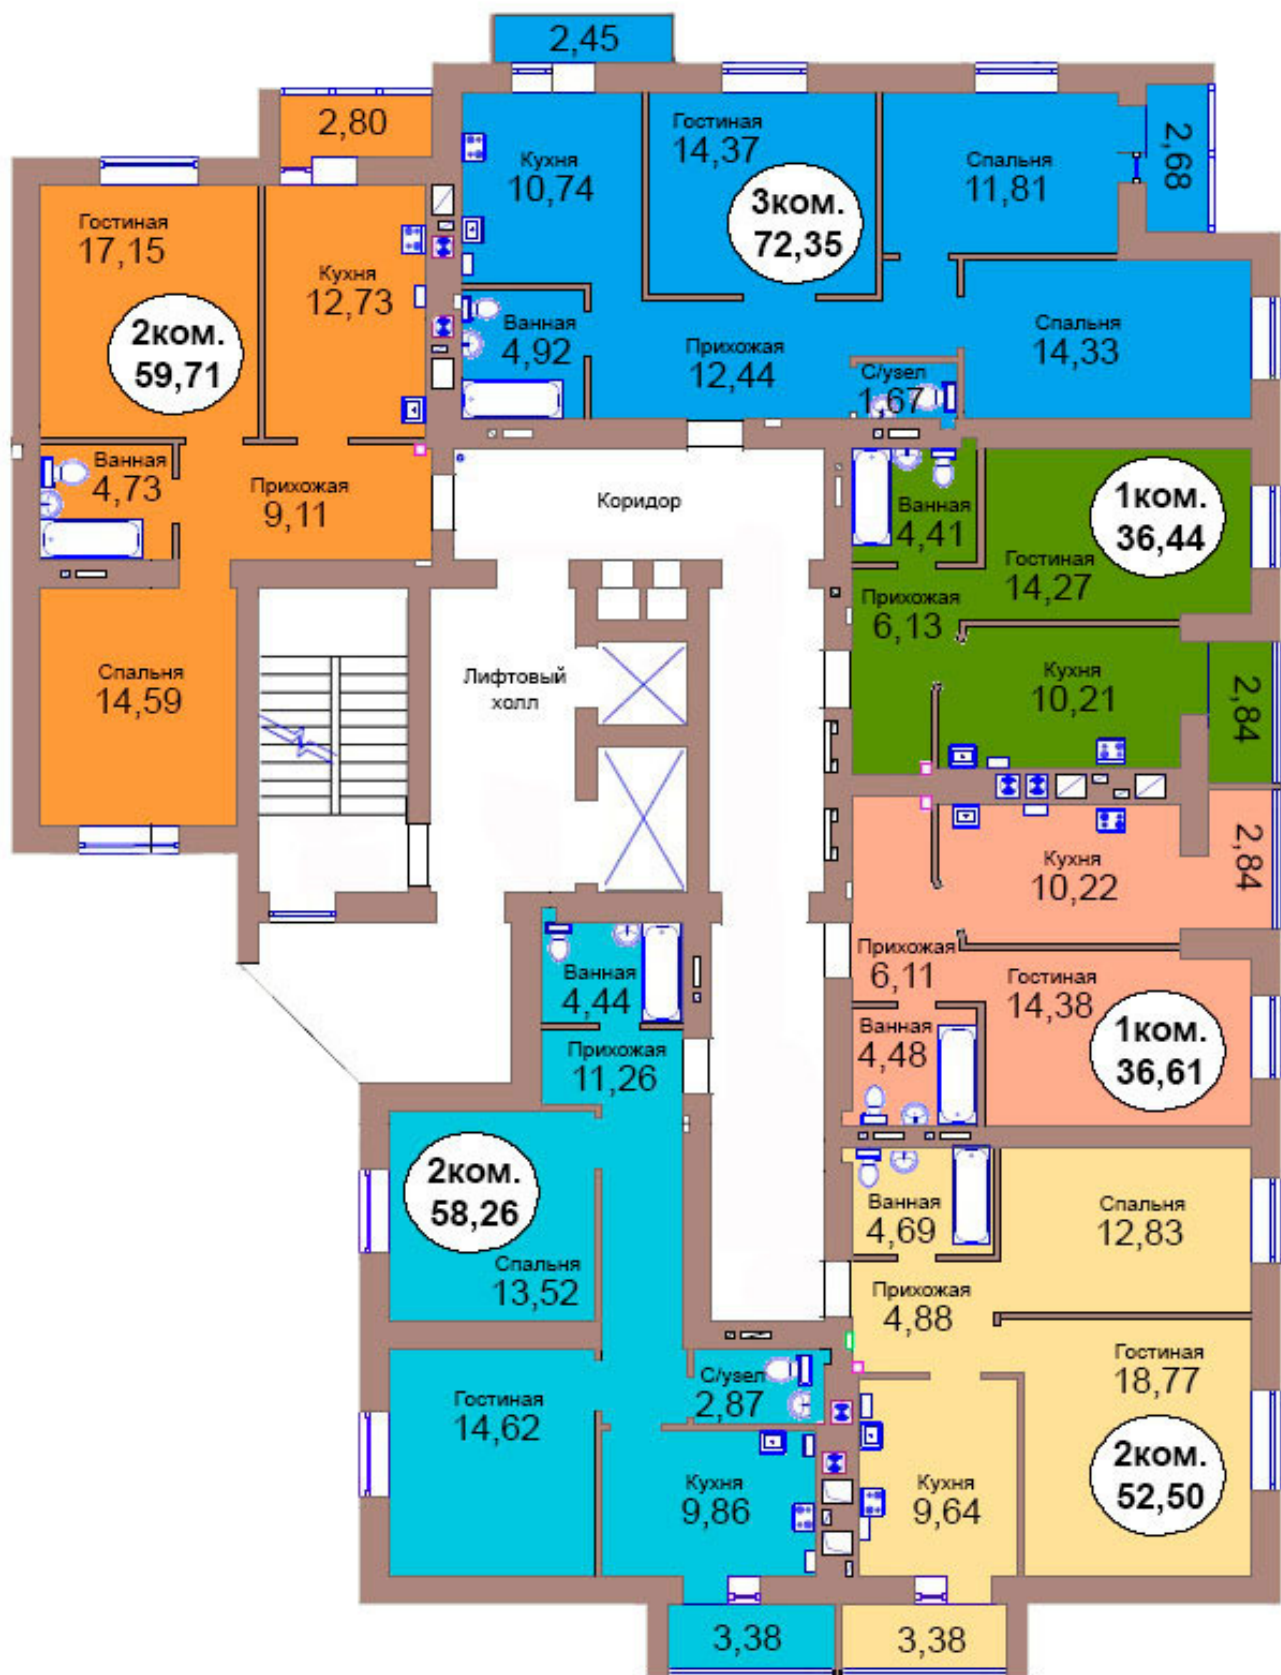 2,45
2,80
2,68
Кухня
10,74
Гостиная
14,37
3ком.
72,35
Спальня
11,81
Гостиная
17,15
2ком.
59,71
Кухня
12,73
Ванная
4,92
Прихожая
12,44
С/узел
1,67
Спальня
14,33
Ванная
4,73
Прихожая
9,11
Коридор
Ванная
4,41
1ком.
36,44
Гостиная
14,27
Прихожая
6,13
Кухня
10,21
2,84
Спальня
14,59
Лифтовый
холл
Кухня
10,22
2,84
Прихожая
6,11
Гостиная
14,38
Ванная
4,48
1ком.
36,61
Ванная
4,44
Прихожая
11,26
2ком.
58,26
Спальня
13,52
Ванная
4,69
Спальня
12,83
Прихожая
4,88
Гостиная
18,77
2ком.
52,50
Гостиная
14,62
С/узел
2,87
Кухня
9,86
Кухня
9,64
3,38
3,38